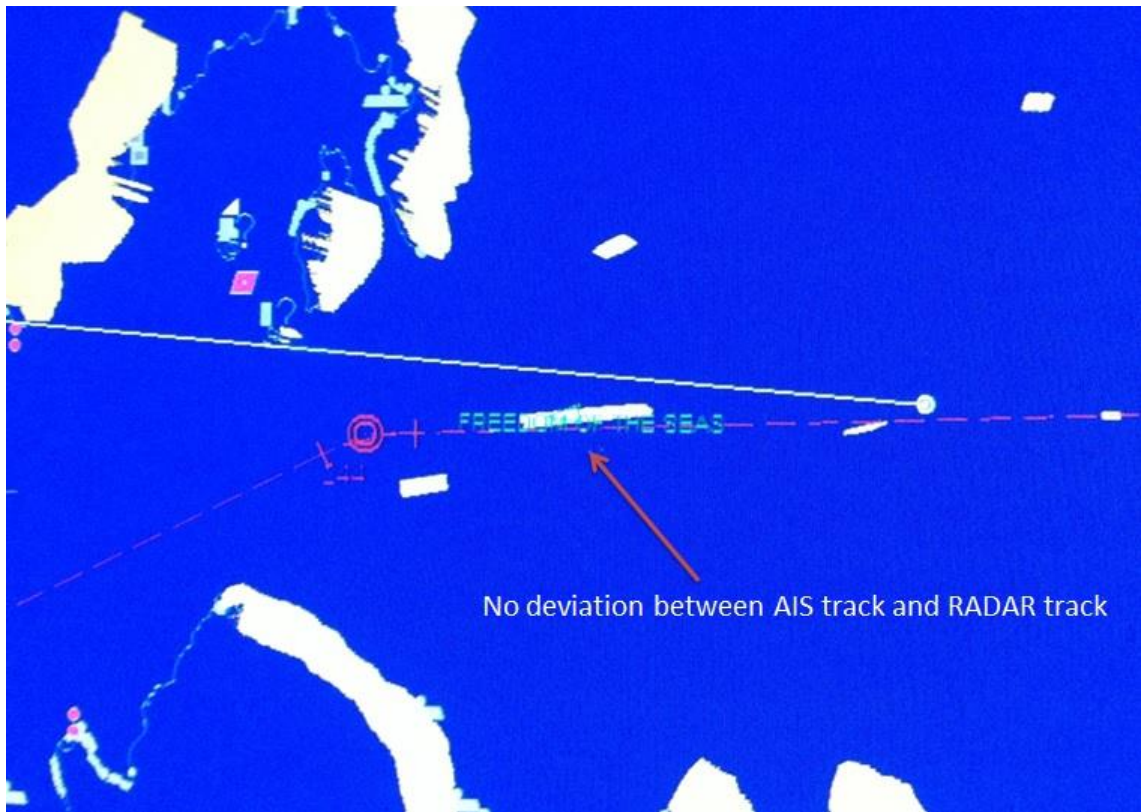 FREEDOM OF THE SEAS
No deviation between AIS track and RADAR track